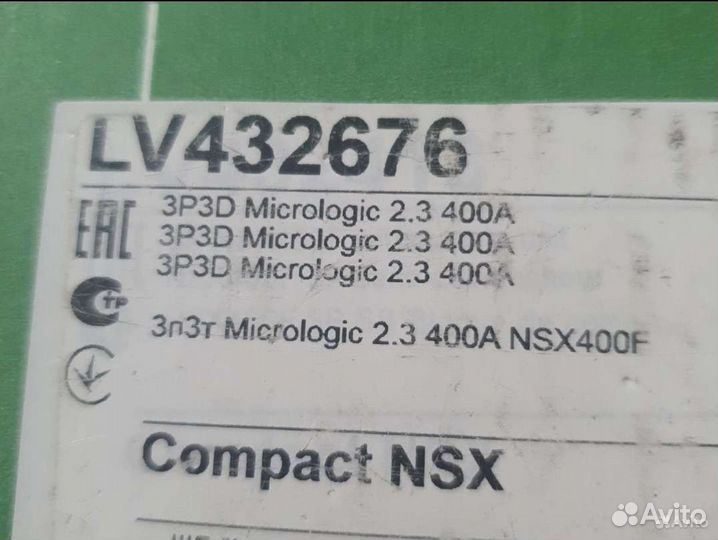 LV432676
3P3D Micrologic 2.3 400A
3P3D Micrologic 2.3 400A
3P3D Micrologic 2.3 400A
3п3т Micrologic 2.3 400A NSX400F
Compact NSX
EAC
Avito